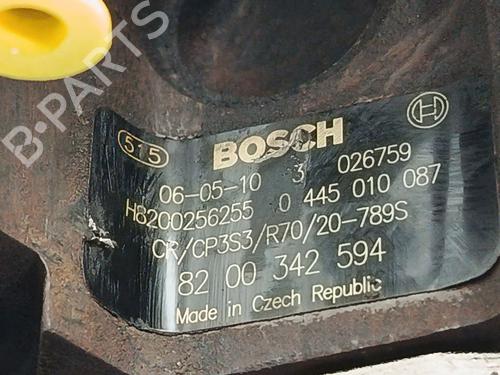 B-PARTS
515 BOSCH
06-05-10 3 026759
H8200256255 0 445 010 087
CR/CP3S3/R70/20-789S
82 00 342 594
Made in Czech Republic